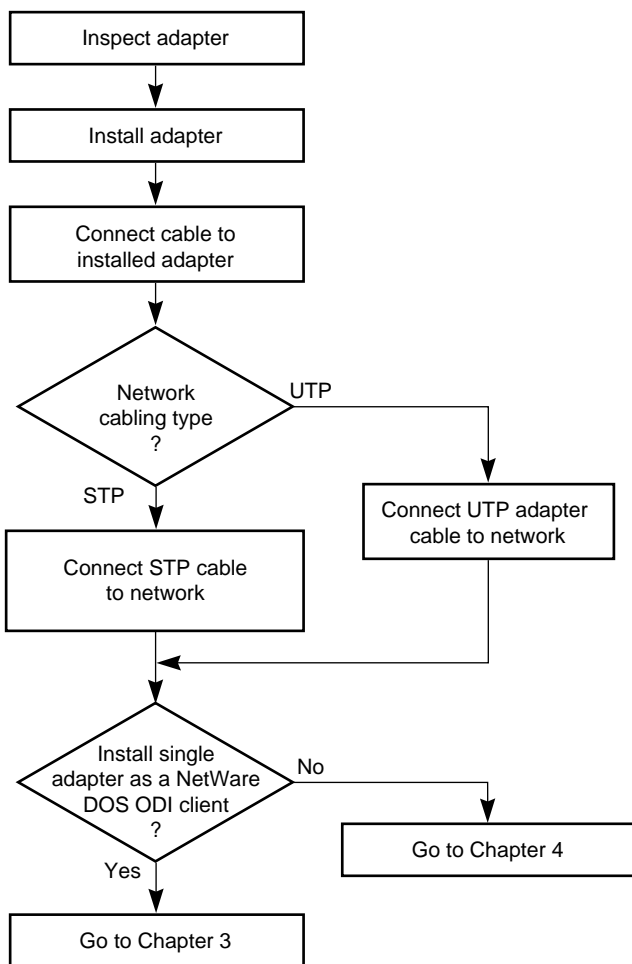 Inspect adapter
Install adapter
Connect cable to
installed adapter
Network
cabling type
?
UTP
STP
Connect UTP adapter
cable to network
Connect STP cable
to network
Install single
adapter as a NetWare
DOS ODI client
?
No
Yes
Go to Chapter 4
Go to Chapter 3